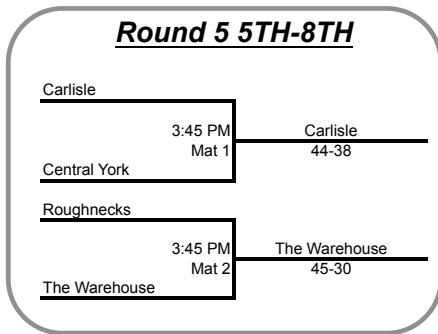 Round 5 5TH-8TH
Carlisle
3:45 PM
Mat 1
Carlisle
44-38
Central York
Roughnecks
3:45 PM
Mat 2
The Warehouse
45-30
The Warehouse